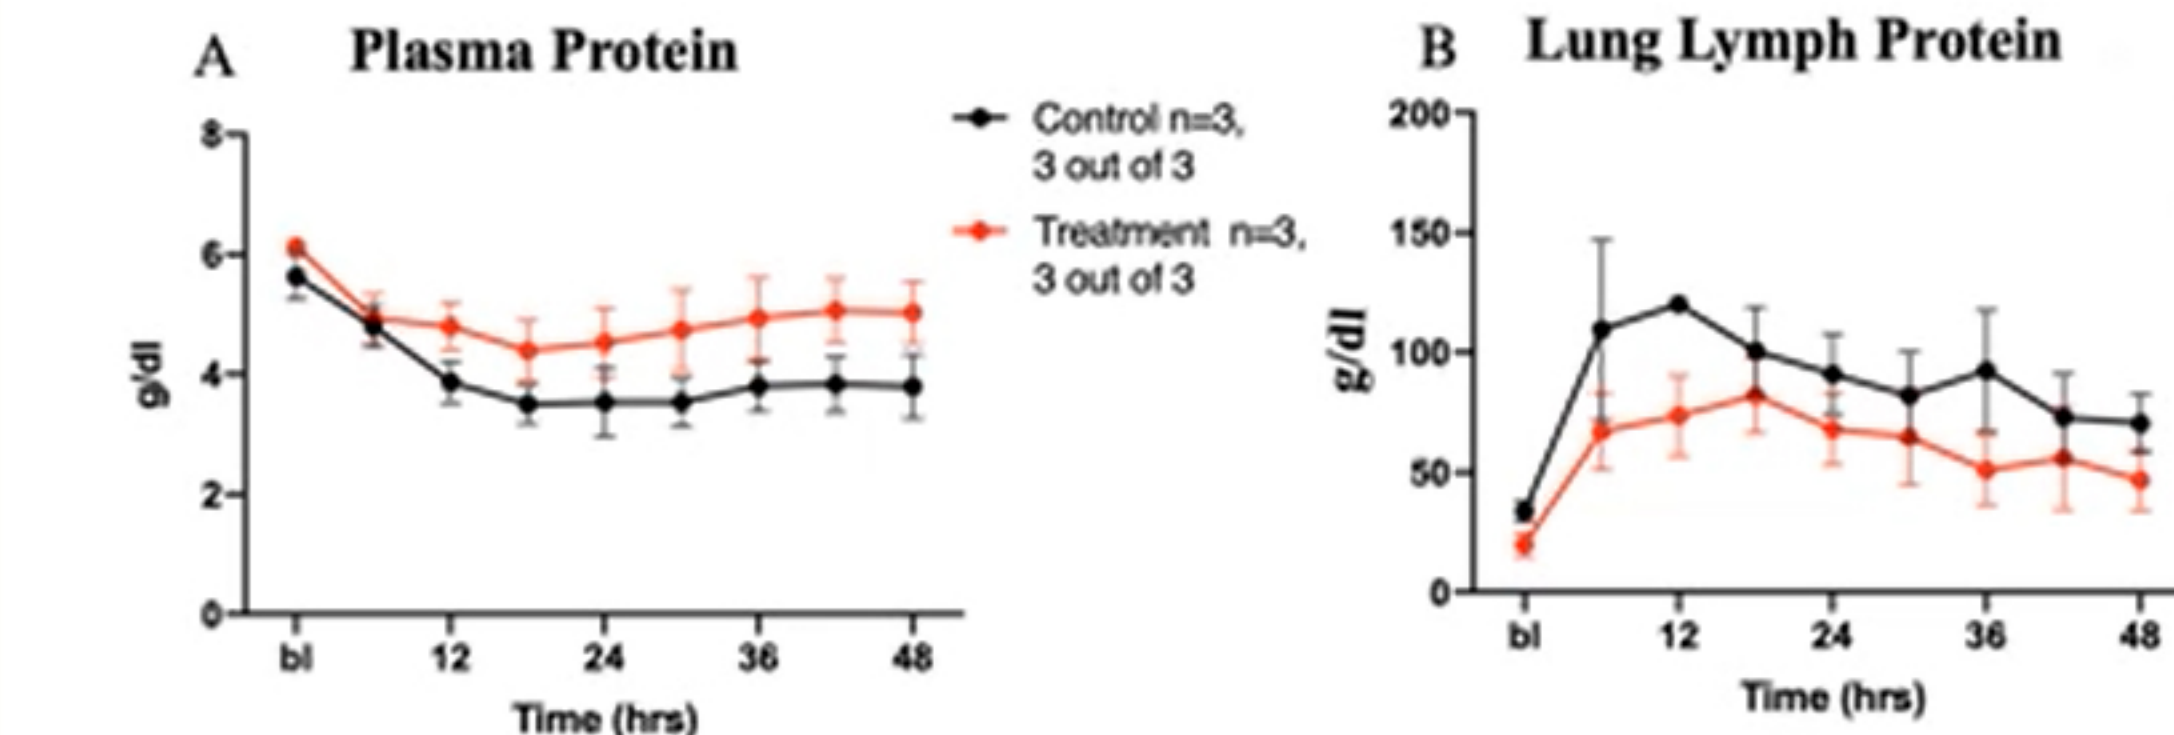 A Plasma Protein
8
6
4
2
0
g/dl
bl 12 24 36 48
Time (hrs)
Control n=3,
3 out of 3
Treatment n=3,
3 out of 3
B Lung Lymph Protein
200
150
100
50
0
g/dl
bl 12 24 36 48
Time (hrs)